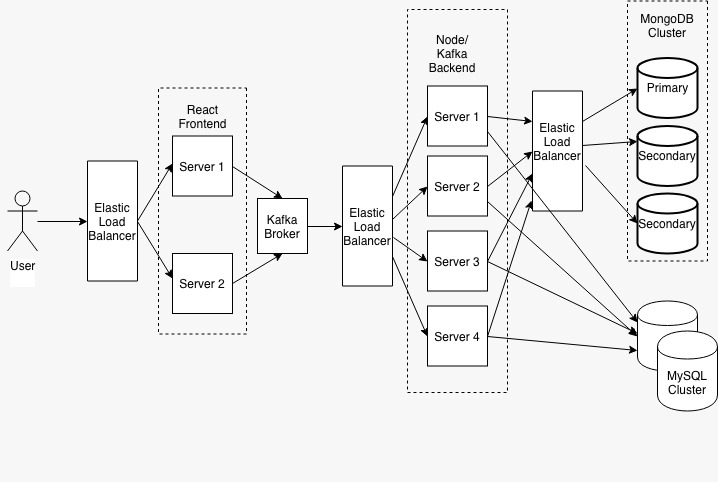 User
Elastic
Load
Balancer
React
Frontend
Server 1
Server 2
Kafka
Broker
Elastic
Load
Balancer
Node/
Kafka
Backend
Server 1
Server 2
Server 3
Server 4
Elastic
Load
Balancer
MongoDB
Cluster
Primary
Secondary
Secondary
MySQL
Cluster